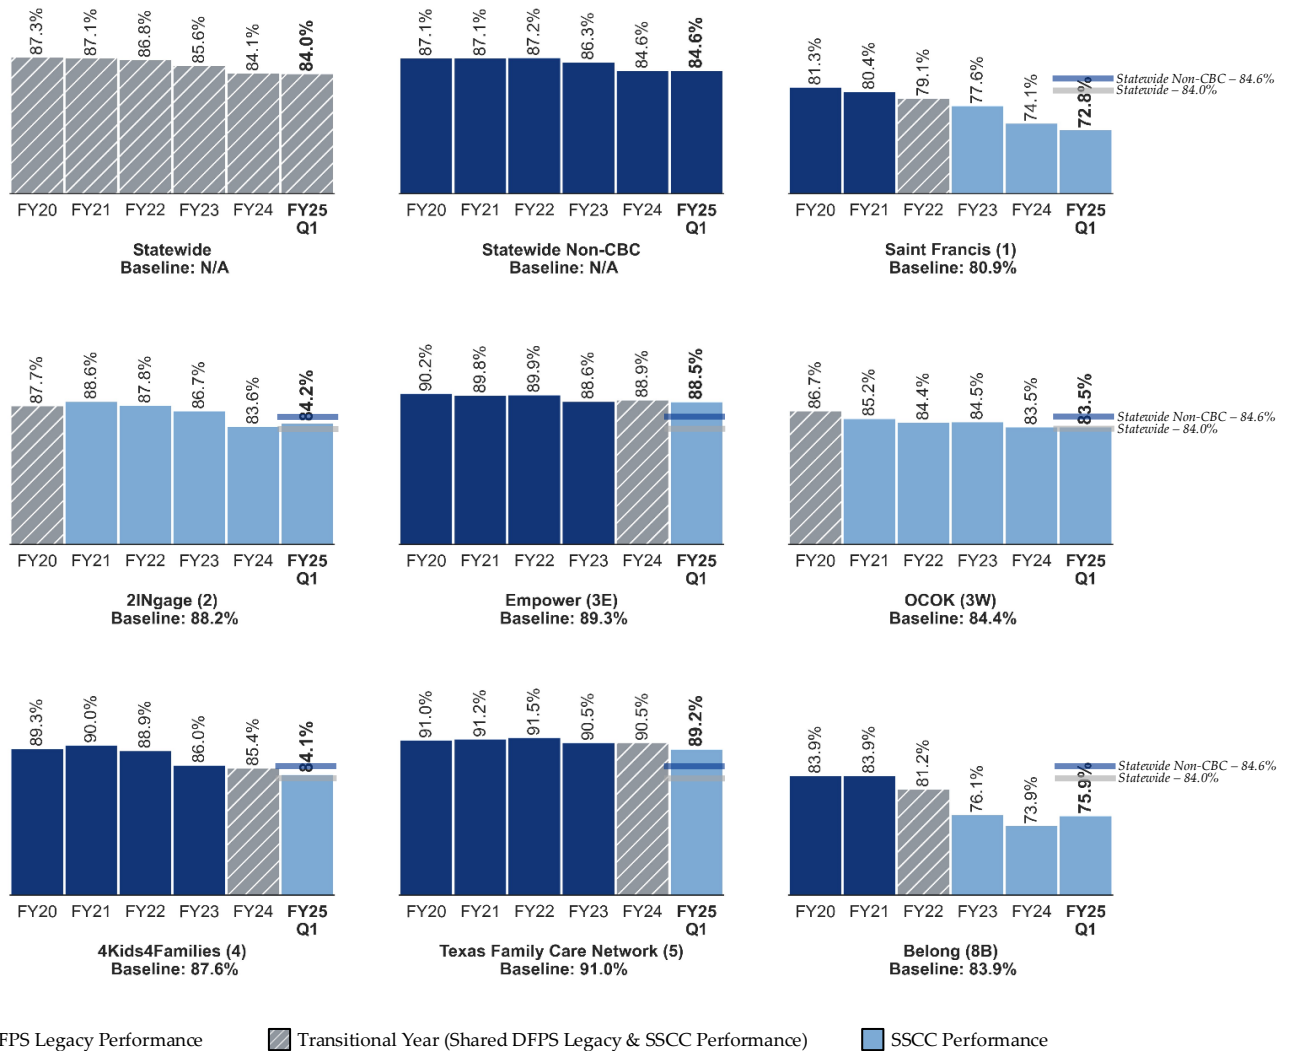 87.3%
87.1%
86.8%
85.6%
84.1%
84.0%
FY20 FY21 FY22 FY23 FY24 FY25 Q1
Statewide
Baseline: N/A
87.1%
87.1%
87.2%
86.3%
84.6%
84.6%
FY20 FY21 FY22 FY23 FY24 FY25 Q1
Statewide Non-CBC
Baseline: N/A
81.3%
80.4%
79.1%
77.6%
74.1%
72.8%
Statewide Non-CBC – 84.6%
Statewide – 84.0%
FY20 FY21 FY22 FY23 FY24 FY25 Q1
Saint Francis (1)
Baseline: 80.9%
87.7%
88.6%
87.8%
86.7%
83.6%
84.2%
FY20 FY21 FY22 FY23 FY24 FY25 Q1
2INgage (2)
Baseline: 88.2%
90.2%
89.8%
89.9%
88.6%
88.9%
88.5%
FY20 FY21 FY22 FY23 FY24 FY25 Q1
Empower (3E)
Baseline: 89.3%
86.7%
85.2%
84.4%
84.5%
83.5%
83.5%
Statewide Non-CBC – 84.6%
Statewide – 84.0%
FY20 FY21 FY22 FY23 FY24 FY25 Q1
OCOK (3W)
Baseline: 84.4%
89.3%
90.0%
88.9%
86.0%
85.4%
84.1%
FY20 FY21 FY22 FY23 FY24 FY25 Q1
4Kids4Families (4)
Baseline: 87.6%
91.0%
91.2%
91.5%
90.5%
90.5%
89.2%
FY20 FY21 FY22 FY23 FY24 FY25 Q1
Texas Family Care Network (5)
Baseline: 91.0%
83.9%
83.9%
81.2%
76.1%
73.9%
75.9%
Statewide Non-CBC – 84.6%
Statewide – 84.0%
FY20 FY21 FY22 FY23 FY24 FY25 Q1
Belong (8B)
Baseline: 83.9%
FPS Legacy Performance
Transitional Year (Shared DFPS Legacy & SSCC Performance)
SSCC Performance